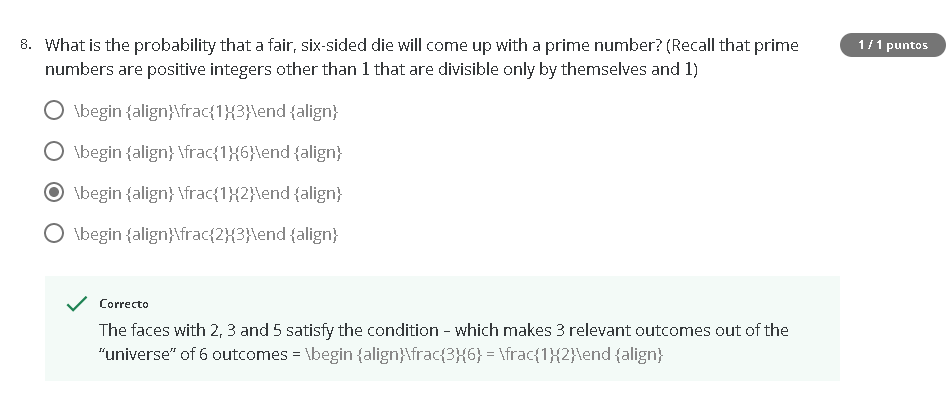 8. What is the probability that a fair, six-sided die will come up with a prime number? (Recall that prime
numbers are positive integers other than 1 that are divisible only by themselves and 1)
1 / 1 puntos
\begin {align}\frac{1}{3}\end {align}
\begin {align} \frac{1}{6}\end {align}
\begin {align} \frac{1}{2}\end {align}
\begin {align}\frac{2}{3}\end {align}
Correcto
The faces with 2, 3 and 5 satisfy the condition – which makes 3 relevant outcomes out of the
“universe” of 6 outcomes = \begin {align}\frac{3}{6} = \frac{1}{2}\end {align}